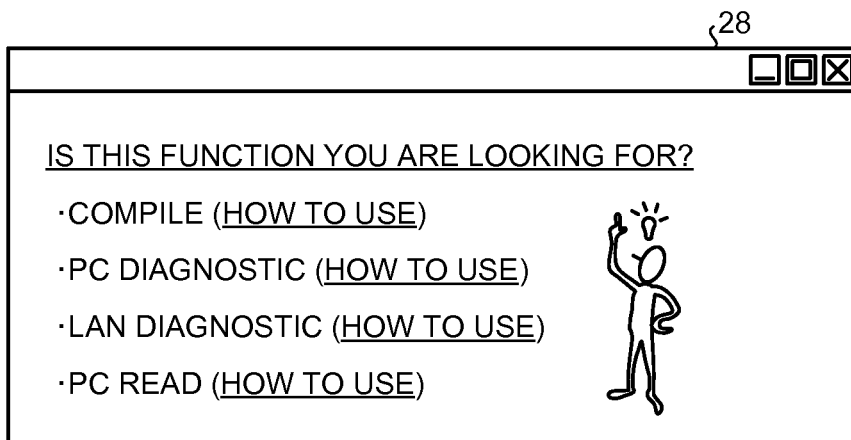 28
IS THIS FUNCTION YOU ARE LOOKING FOR?
·COMPILE (HOW TO USE)
·PC DIAGNOSTIC (HOW TO USE)
·LAN DIAGNOSTIC (HOW TO USE)
·PC READ (HOW TO USE)